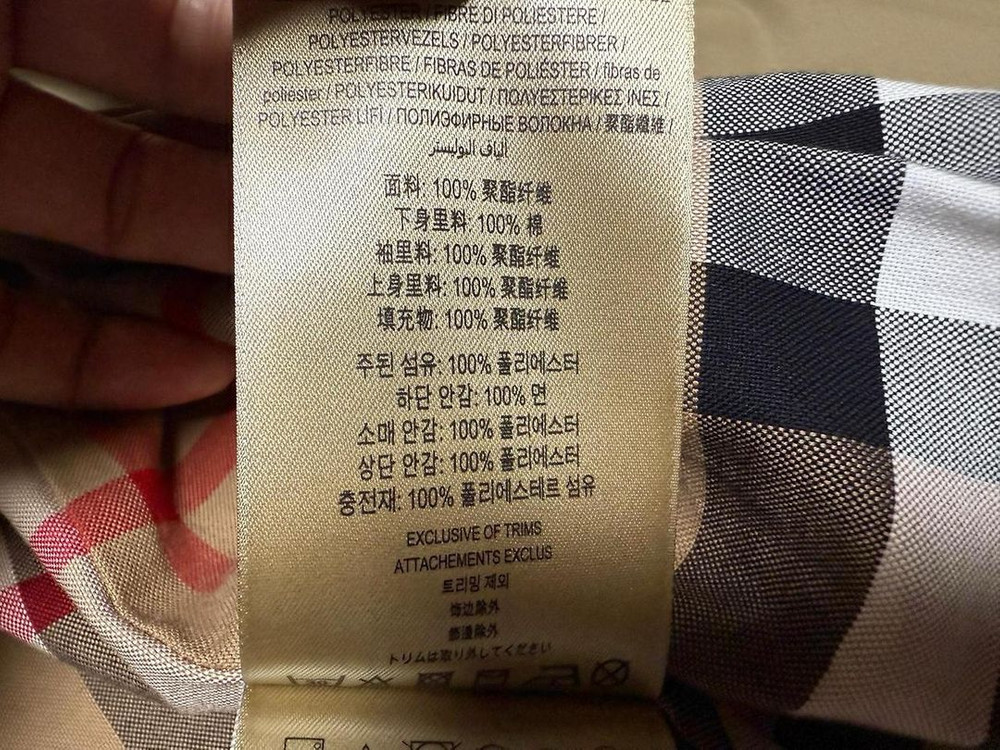 POLYESTER / FIBRE DI POLIESTERE /
POLYESTERVEZELS / POLYESTERFIBRER /
POLYESTERFIBRE / FIBRAS DE POLIÉSTER / fibras de
poliéster / POLYESTERIKUIDUT / ΠΟΛΥΕΣΤΕΡΙΚΕΣ ΙΝΕΣ /
POLYESTER LİFİ / ПОЛИЭФИРНЫЕ ВОЛОКНА / 聚酯纖維 /
ألياف البوليستر
面料: 100% 聚酯纤维
下身里料: 100% 棉
袖里料: 100% 聚酯纤维
上身里料: 100% 聚酯纤维
填充物: 100% 聚酯纤维
주된 섬유: 100% 폴리에스터
하단 안감: 100% 면
소매 안감: 100% 폴리에스터
상단 안감: 100% 폴리에스터
충전재: 100% 폴리에스테르 섬유
EXCLUSIVE OF TRIMS
ATTACHEMENTS EXCLUS
트리밍 제외
饰边除外
飾邊除外
トリムは取り外してください